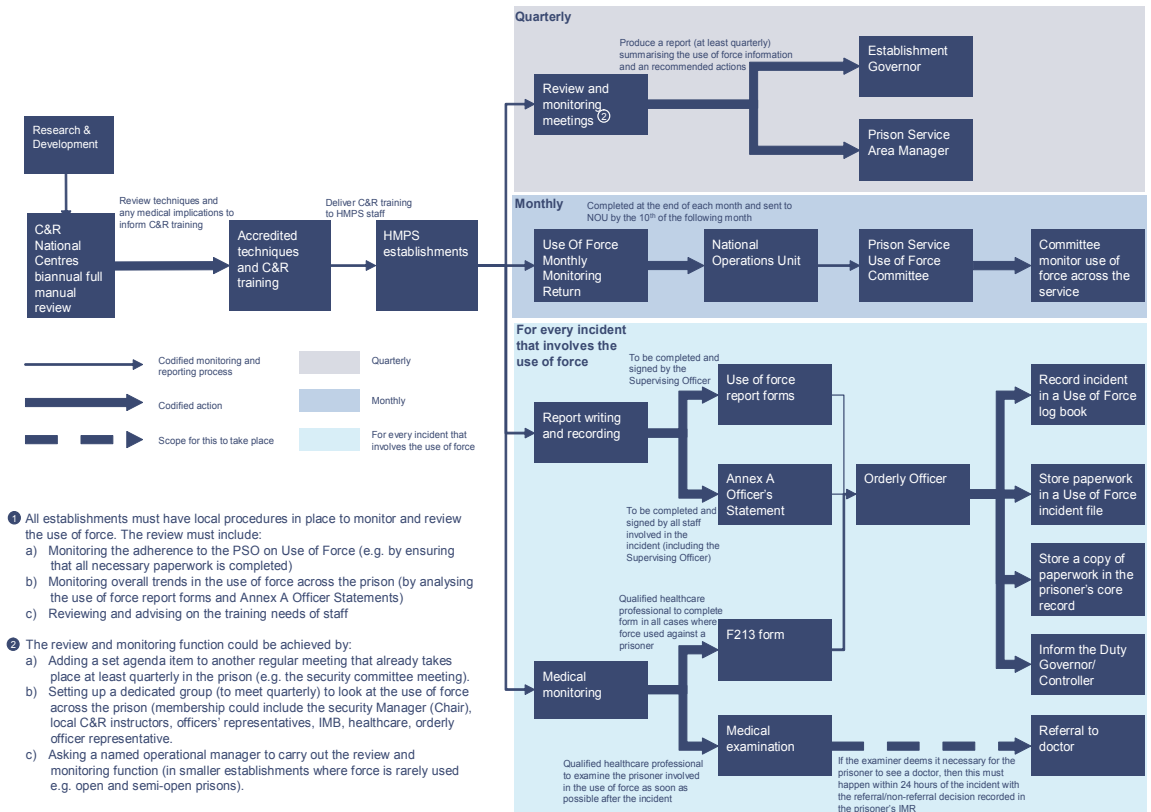 Quarterly
Produce a report (at least quarterly)
summarising the use of force information
and an recommended actions
Establishment
Governor
Review and
monitoring
meetings ②
Prison Service
Area Manager
Research &
Development
Review techniques and
any medical implications to
inform C&R training
Deliver C&R training
to HMPS staff
C&R
National
Centres
biannual full
manual
review
Accredited
techniques
and C&R
training
HMPS
establishments
Monthly
Completed at the end of each month and sent to
NOU by the 10th of the following month
Use Of Force
Monthly
Monitoring
Return
National
Operations Unit
Prison Service
Use of Force
Committee
Committee
monitor use of
force across the
service
Codified monitoring and
reporting process
Codified action
Scope for this to take place
Quarterly
Monthly
For every incident that
involves the use of force
For every incident
that involves the
use of force
To be completed and
signed by the
Supervising Officer
Use of force
report forms
Report writing
and recording
Annex A
Officer's
Statement
To be completed and
signed by all staff
involved in the
incident (including the
Supervising Officer)
Orderly Officer
Record incident
in a Use of Force
log book
Store paperwork
in a Use of Force
incident file
Store a copy of
paperwork in the
prisoner's core
record
Inform the Duty
Governor/
Controller
Qualified healthcare
professional to complete
form in all cases where
force used against a
prisoner
F213 form
Medical
monitoring
Medical
examination
Referral to
doctor
Qualified healthcare professional
to examine the prisoner involved
in the use of force as soon as
possible after the incident
If the examiner deems it necessary for the
prisoner to see a doctor, then this must
happen within 24 hours of the incident with
the referral/non-referral decision recorded in
the prisoner's IMR
❶ All establishments must have local procedures in place to monitor and review
the use of force. The review must include:
a) Monitoring the adherence to the PSO on Use of Force (e.g. by ensuring
that all necessary paperwork is completed)
b) Monitoring overall trends in the use of force across the prison (by analysing
the use of force report forms and Annex A Officer Statements)
c) Reviewing and advising on the training needs of staff
❷ The review and monitoring function could be achieved by:
a) Adding a set agenda item to another regular meeting that already takes
place at least quarterly in the prison (e.g. the security committee meeting).
b) Setting up a dedicated group (to meet quarterly) to look at the use of force
across the prison (membership could include the security Manager (Chair),
local C&R instructors, officers' representatives, IMB, healthcare, orderly
officer representative.
c) Asking a named operational manager to carry out the review and
monitoring function (in smaller establishments where force is rarely used
e.g. open and semi-open prisons).